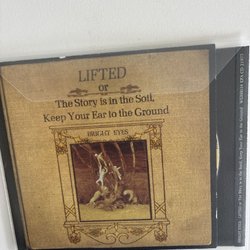 LIFTED
or
The Story is in the Soil,
Keep Your Ear to the Ground
BRIGHT EYES